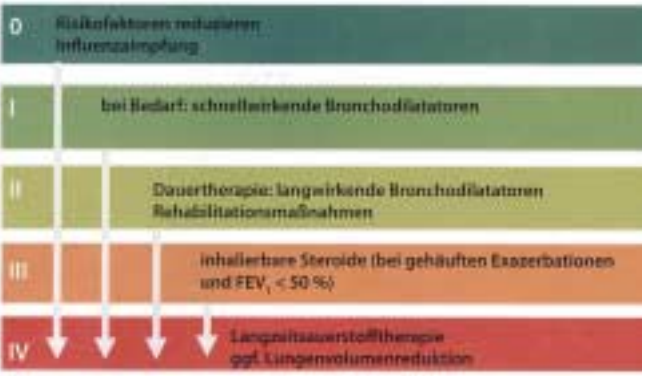 0
Risikofaktoren reduzieren
Influenzaimpfung
I
bei Bedarf: schnellwirkende Bronchodilatatoren
II
Dauertherapie: langwirkende Bronchodilatatoren
Rehabilitationsmaßnahmen
III
inhalierbare Steroide (bei gehäuften Exazerbationen
und FEV₁ < 50 %)
IV
Langzeitsauerstofftherapie
ggf. Lungenvolumenreduktion